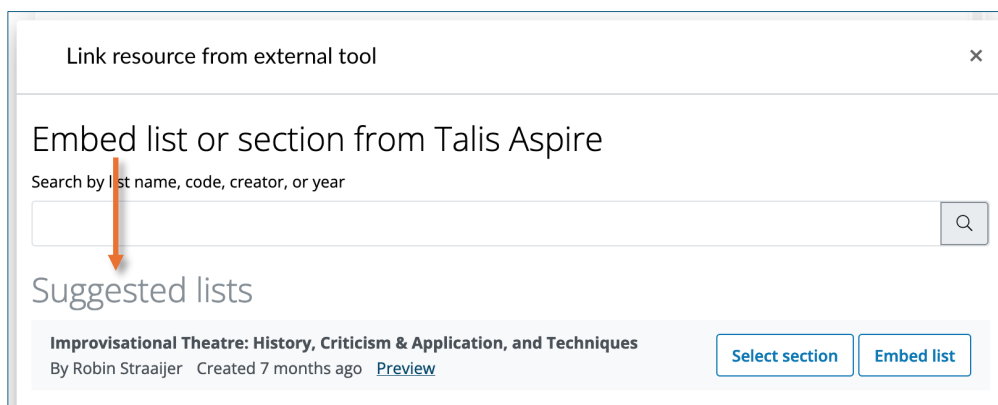 Link resource from external tool ×
Embed list or section from Talis Aspire
Search by list name, code, creator, or year
Suggested lists
Improvisational Theatre: History, Criticism & Application, and Techniques
By Robin Straaijer Created 7 months ago Preview
Select section Embed list